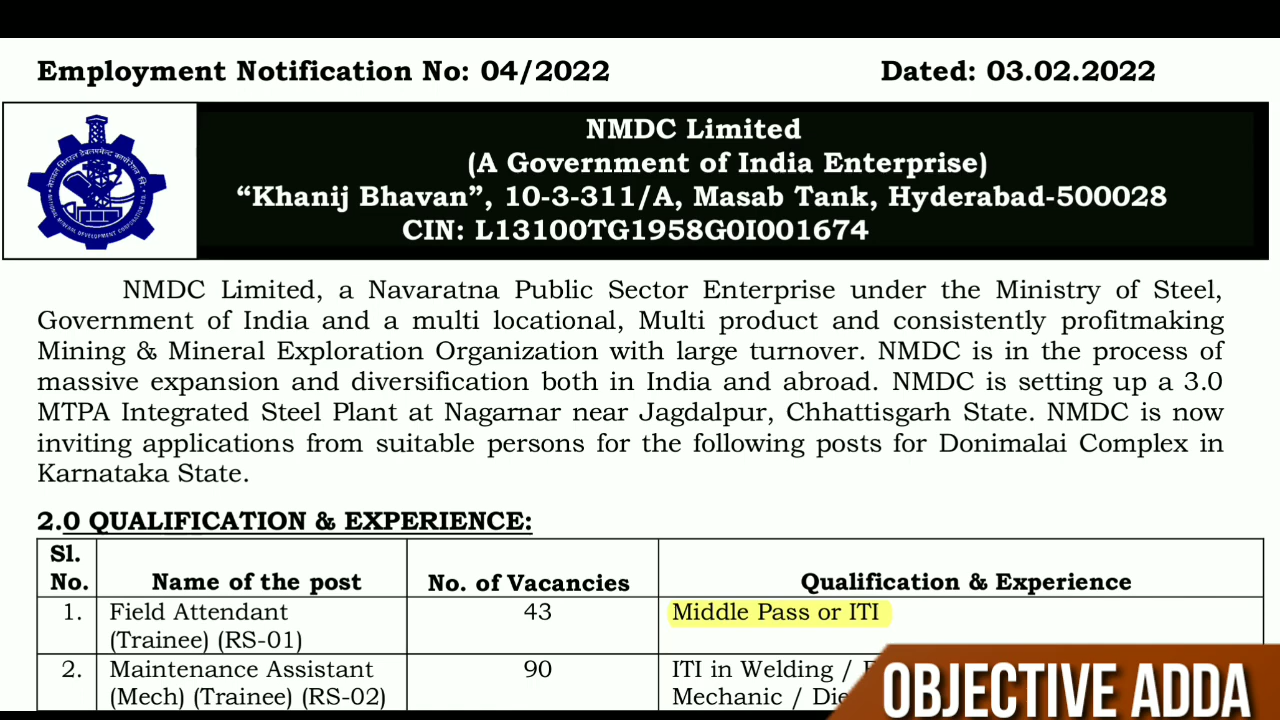 Employment Notification No: 04/2022 Dated: 03.02.2022
NMDC Limited
(A Government of India Enterprise)
“Khanij Bhavan”, 10-3-311/A, Masab Tank, Hyderabad-500028
CIN: L13100TG1958G0I001674
NMDC Limited, a Navaratna Public Sector Enterprise under the Ministry of Steel,
Government of India and a multi locational, Multi product and consistently profitmaking
Mining & Mineral Exploration Organization with large turnover. NMDC is in the process of
massive expansion and diversification both in India and abroad. NMDC is setting up a 3.0
MTPA Integrated Steel Plant at Nagarnar near Jagdalpur, Chhattisgarh State. NMDC is now
inviting applications from suitable persons for the following posts for Donimalai Complex in
Karnataka State.
2.0 QUALIFICATION & EXPERIENCE:
Sl.
No. Name of the post No. of Vacancies Qualification & Experience
1. Field Attendant 43 Middle Pass or ITI
(Trainee) (RS-01)
2. Maintenance Assistant 90 ITI in Welding /
(Mech) (Trainee) (RS-02) Mechanic /
OBJECTIVE ADDA